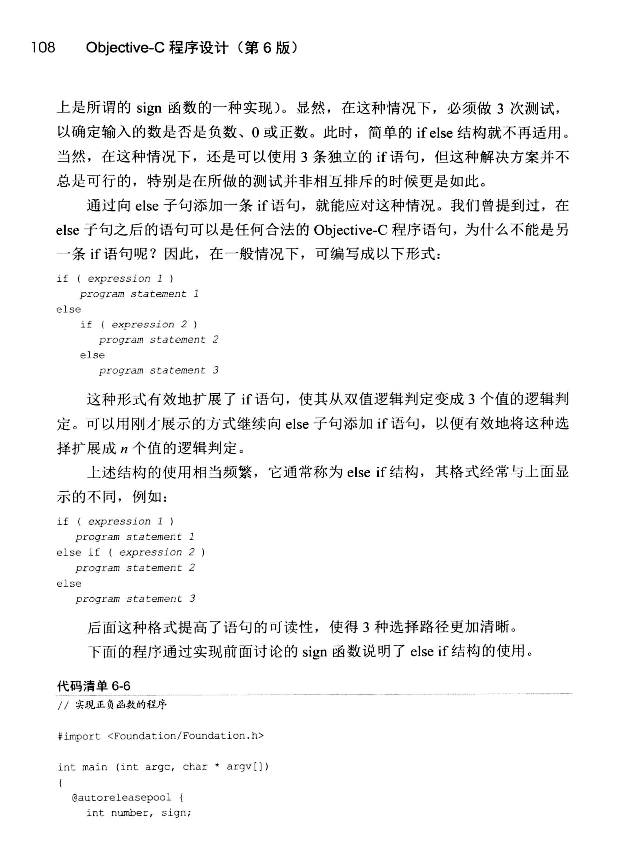 108 Objective-C 程序设计（第 6 版）
上是所谓的 sign 函数的一种实现）。显然，在这种情况下，必须做 3 次测试，
以确定输入的数是否是负数、0 或正数。此时，简单的 if else 结构就不再适用。
当然，在这种情况下，还是可以使用 3 条独立的 if 语句，但这种解决方案并不
总是可行的，特别是在所做的测试并非相互排斥的时候更是如此。
通过向 else 子句添加一条 if 语句，就能应对这种情况。我们曾提到过，在
else 子句之后的语句可以是任何合法的 Objective-C 程序语句，为什么不能是另
一条 if 语句呢？因此，在一般情况下，可编写成以下形式：
if ( expression 1 )
program statement 1
else
if ( expression 2 )
program statement 2
else
program statement 3
这种形式有效地扩展了 if 语句，使其从双值逻辑判定变成 3 个值的逻辑判
定。可以用刚才展示的方式继续向 else 子句添加 if 语句，以便有效地将这种选
择扩展成 n 个值的逻辑判定。
上述结构的使用相当频繁，它通常称为 else if 结构，其格式经常与上面显
示的不同，例如：
if ( expression 1 )
program statement 1
else if ( expression 2 )
program statement 2
else
program statement 3
后面这种格式提高了语句的可读性，使得 3 种选择路径更加清晰。
下面的程序通过实现前面讨论的 sign 函数说明了 else if 结构的使用。
代码清单 6-6
// 实现正负函数的程序
#import <Foundation/Foundation.h>
int main (int argc, char * argv[])
{
@autoreleasepool {
int number, sign;